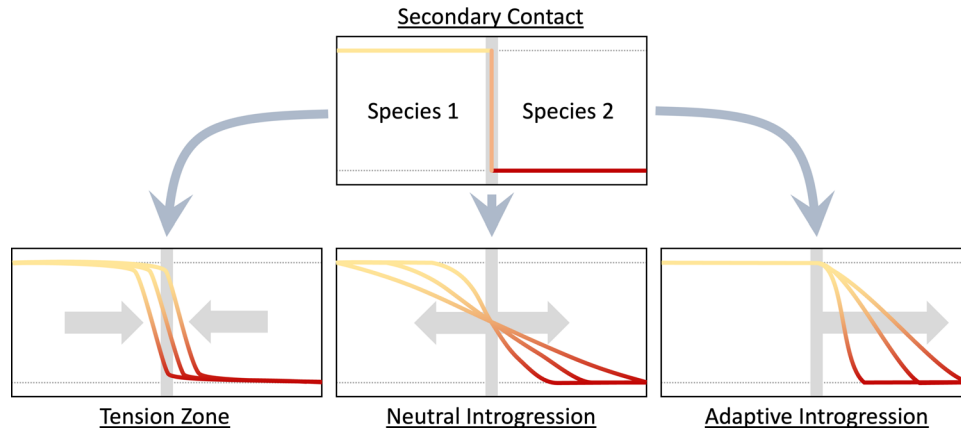 Secondary Contact
Species 1
Species 2
Tension Zone
Neutral Introgression
Adaptive Introgression